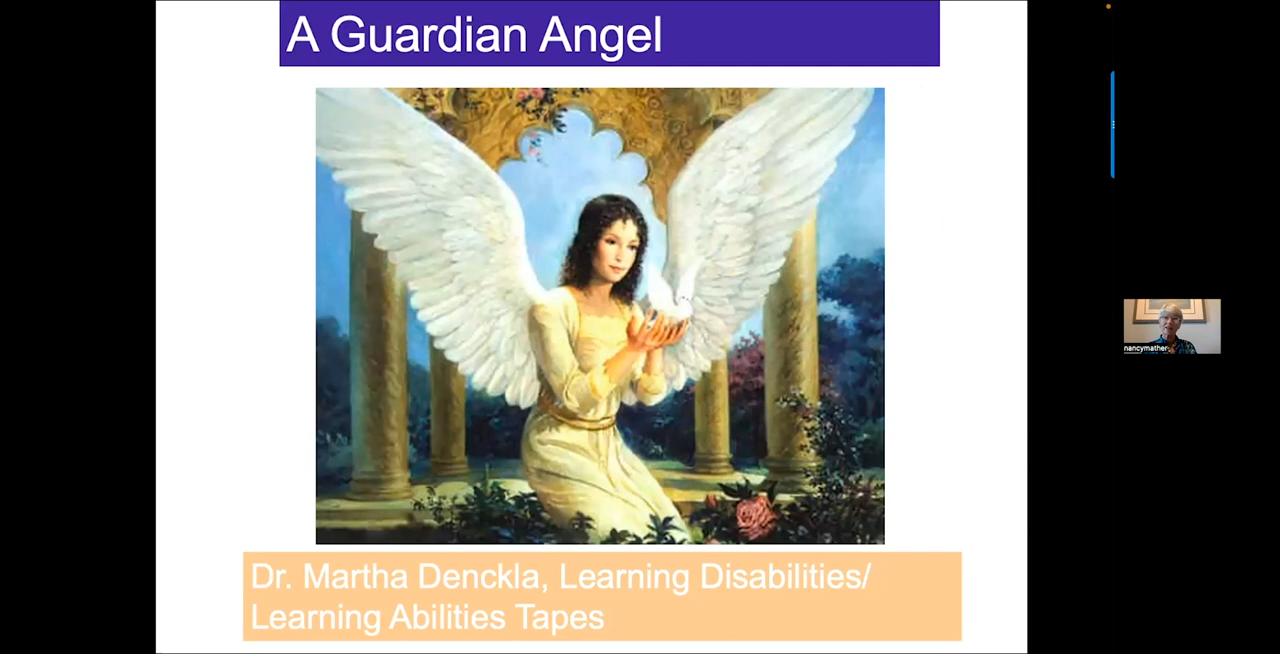 A Guardian Angel
Dr. Martha Denckla, Learning Disabilities/
Learning Abilities Tapes
nancymather